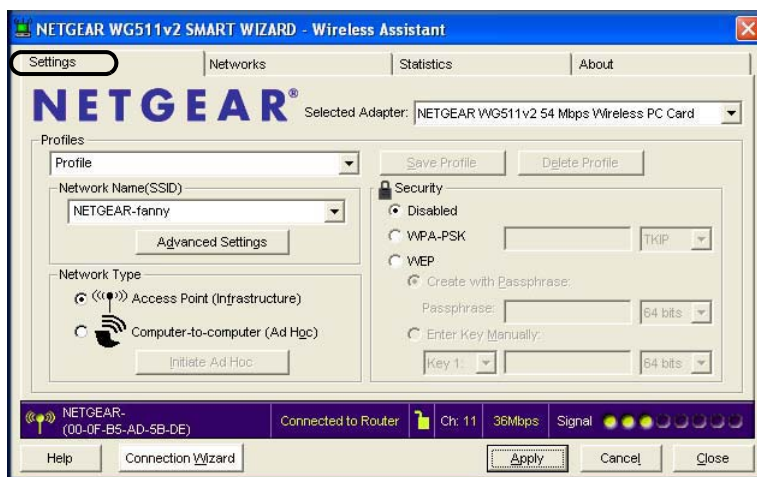 NETGEAR WG511v2 SMART WIZARD - Wireless Assistant
Settings
Networks
Statistics
About
NETGEAR®
Selected Adapter: NETGEAR WG511v2 54 Mbps Wireless PC Card
Profiles
Profile
Save Profile
Delete Profile
Network Name(SSID)
NETGEAR-fanny
Advanced Settings
Network Type
Access Point (Infrastructure)
Computer-to-computer (Ad Hoc)
Initiate Ad Hoc
Security
Disabled
WPA-PSK
TKIP
WEP
Create with Passphrase:
Passphrase:
64 bits
Enter Key Manually:
Key 1:
64 bits
NETGEAR-
(00-0F-B5-AD-5B-DE)
Connected to Router
Ch: 11
36Mbps
Signal
Help
Connection Wizard
Apply
Cancel
Close